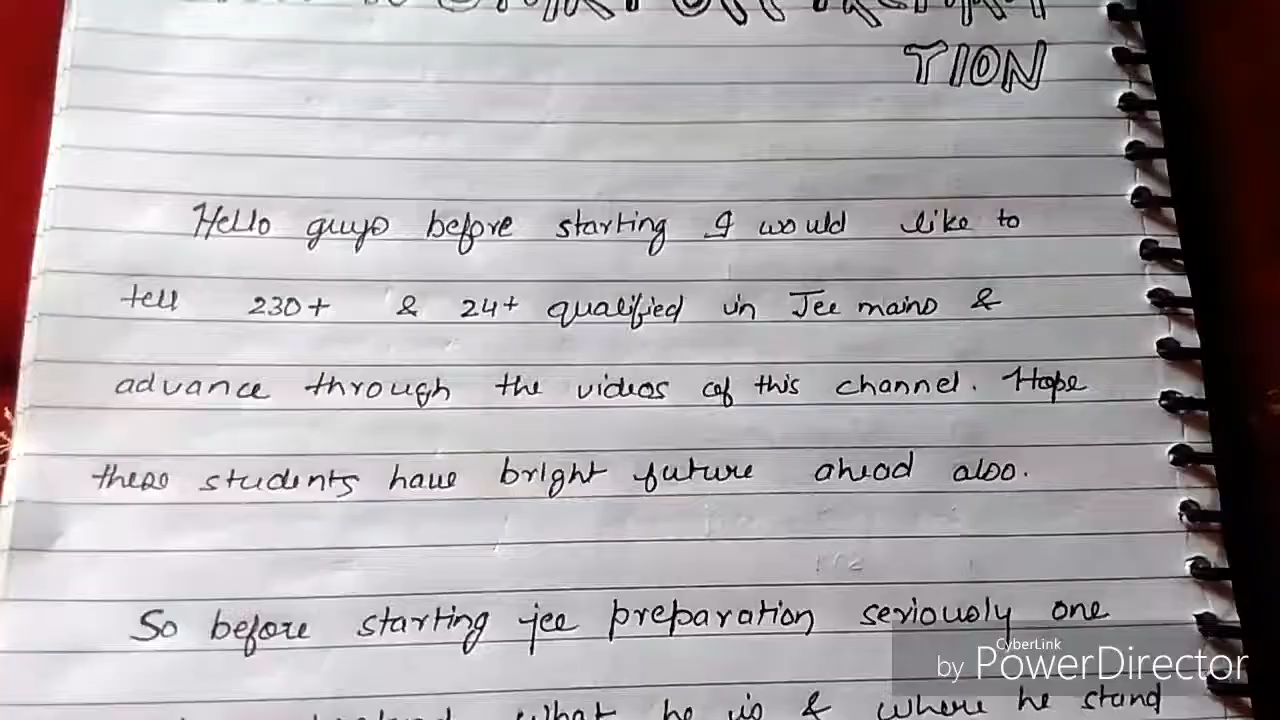 TION
Hello guys before starting I would like to
tell 230+ & 24+ qualified in Jee mains &
advance through the videos of this channel. Hope
these students have bright future ahead also.
So before starting jee preparation seriously one
what he is & where he stand
CyberLink
by PowerDirector